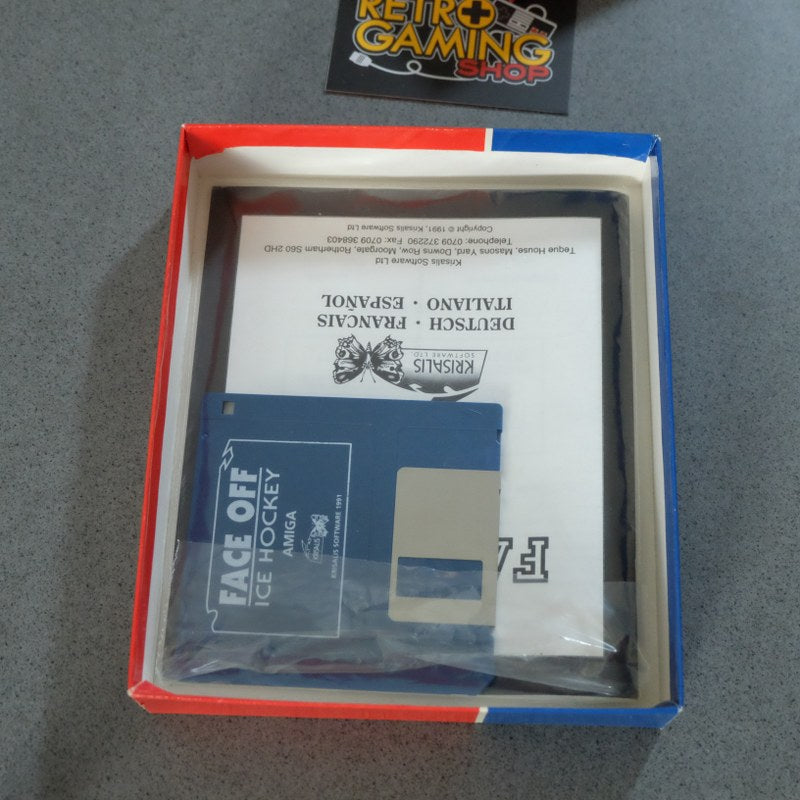 RETRO
GAMING
SHOP
Copyright © 1991, Krisalis Software Ltd
Telephone: 0709 372290 Fax: 0709 368403
Teque House, Masons Yard, Downs Row, Moorgate, Rotherham S60 2HD
Krisalis Software Ltd
ITALIANO · ESPAÑOL
DEUTSCH · FRANCAIS
KRISALIS
SOFTWARE LTD.
FACE OFF
ICE HOCKEY
AMIGA
KRISALIS
KRISALIS SOFTWARE 1991